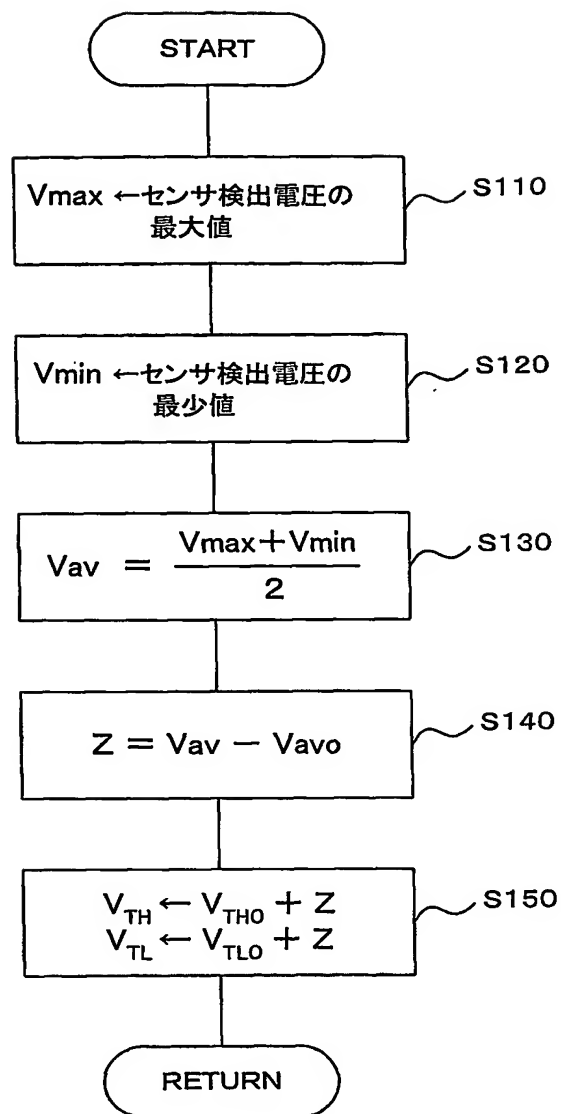 START
Vmax ←センサ検出電圧の
最大値
S110
Vmin ←センサ検出電圧の
最少値
S120
Vav = Vmax+Vmin
2
S130
Z = Vav − Vavo
S140
V_TH ← V_THO + Z
V_TL ← V_TLO + Z
S150
RETURN